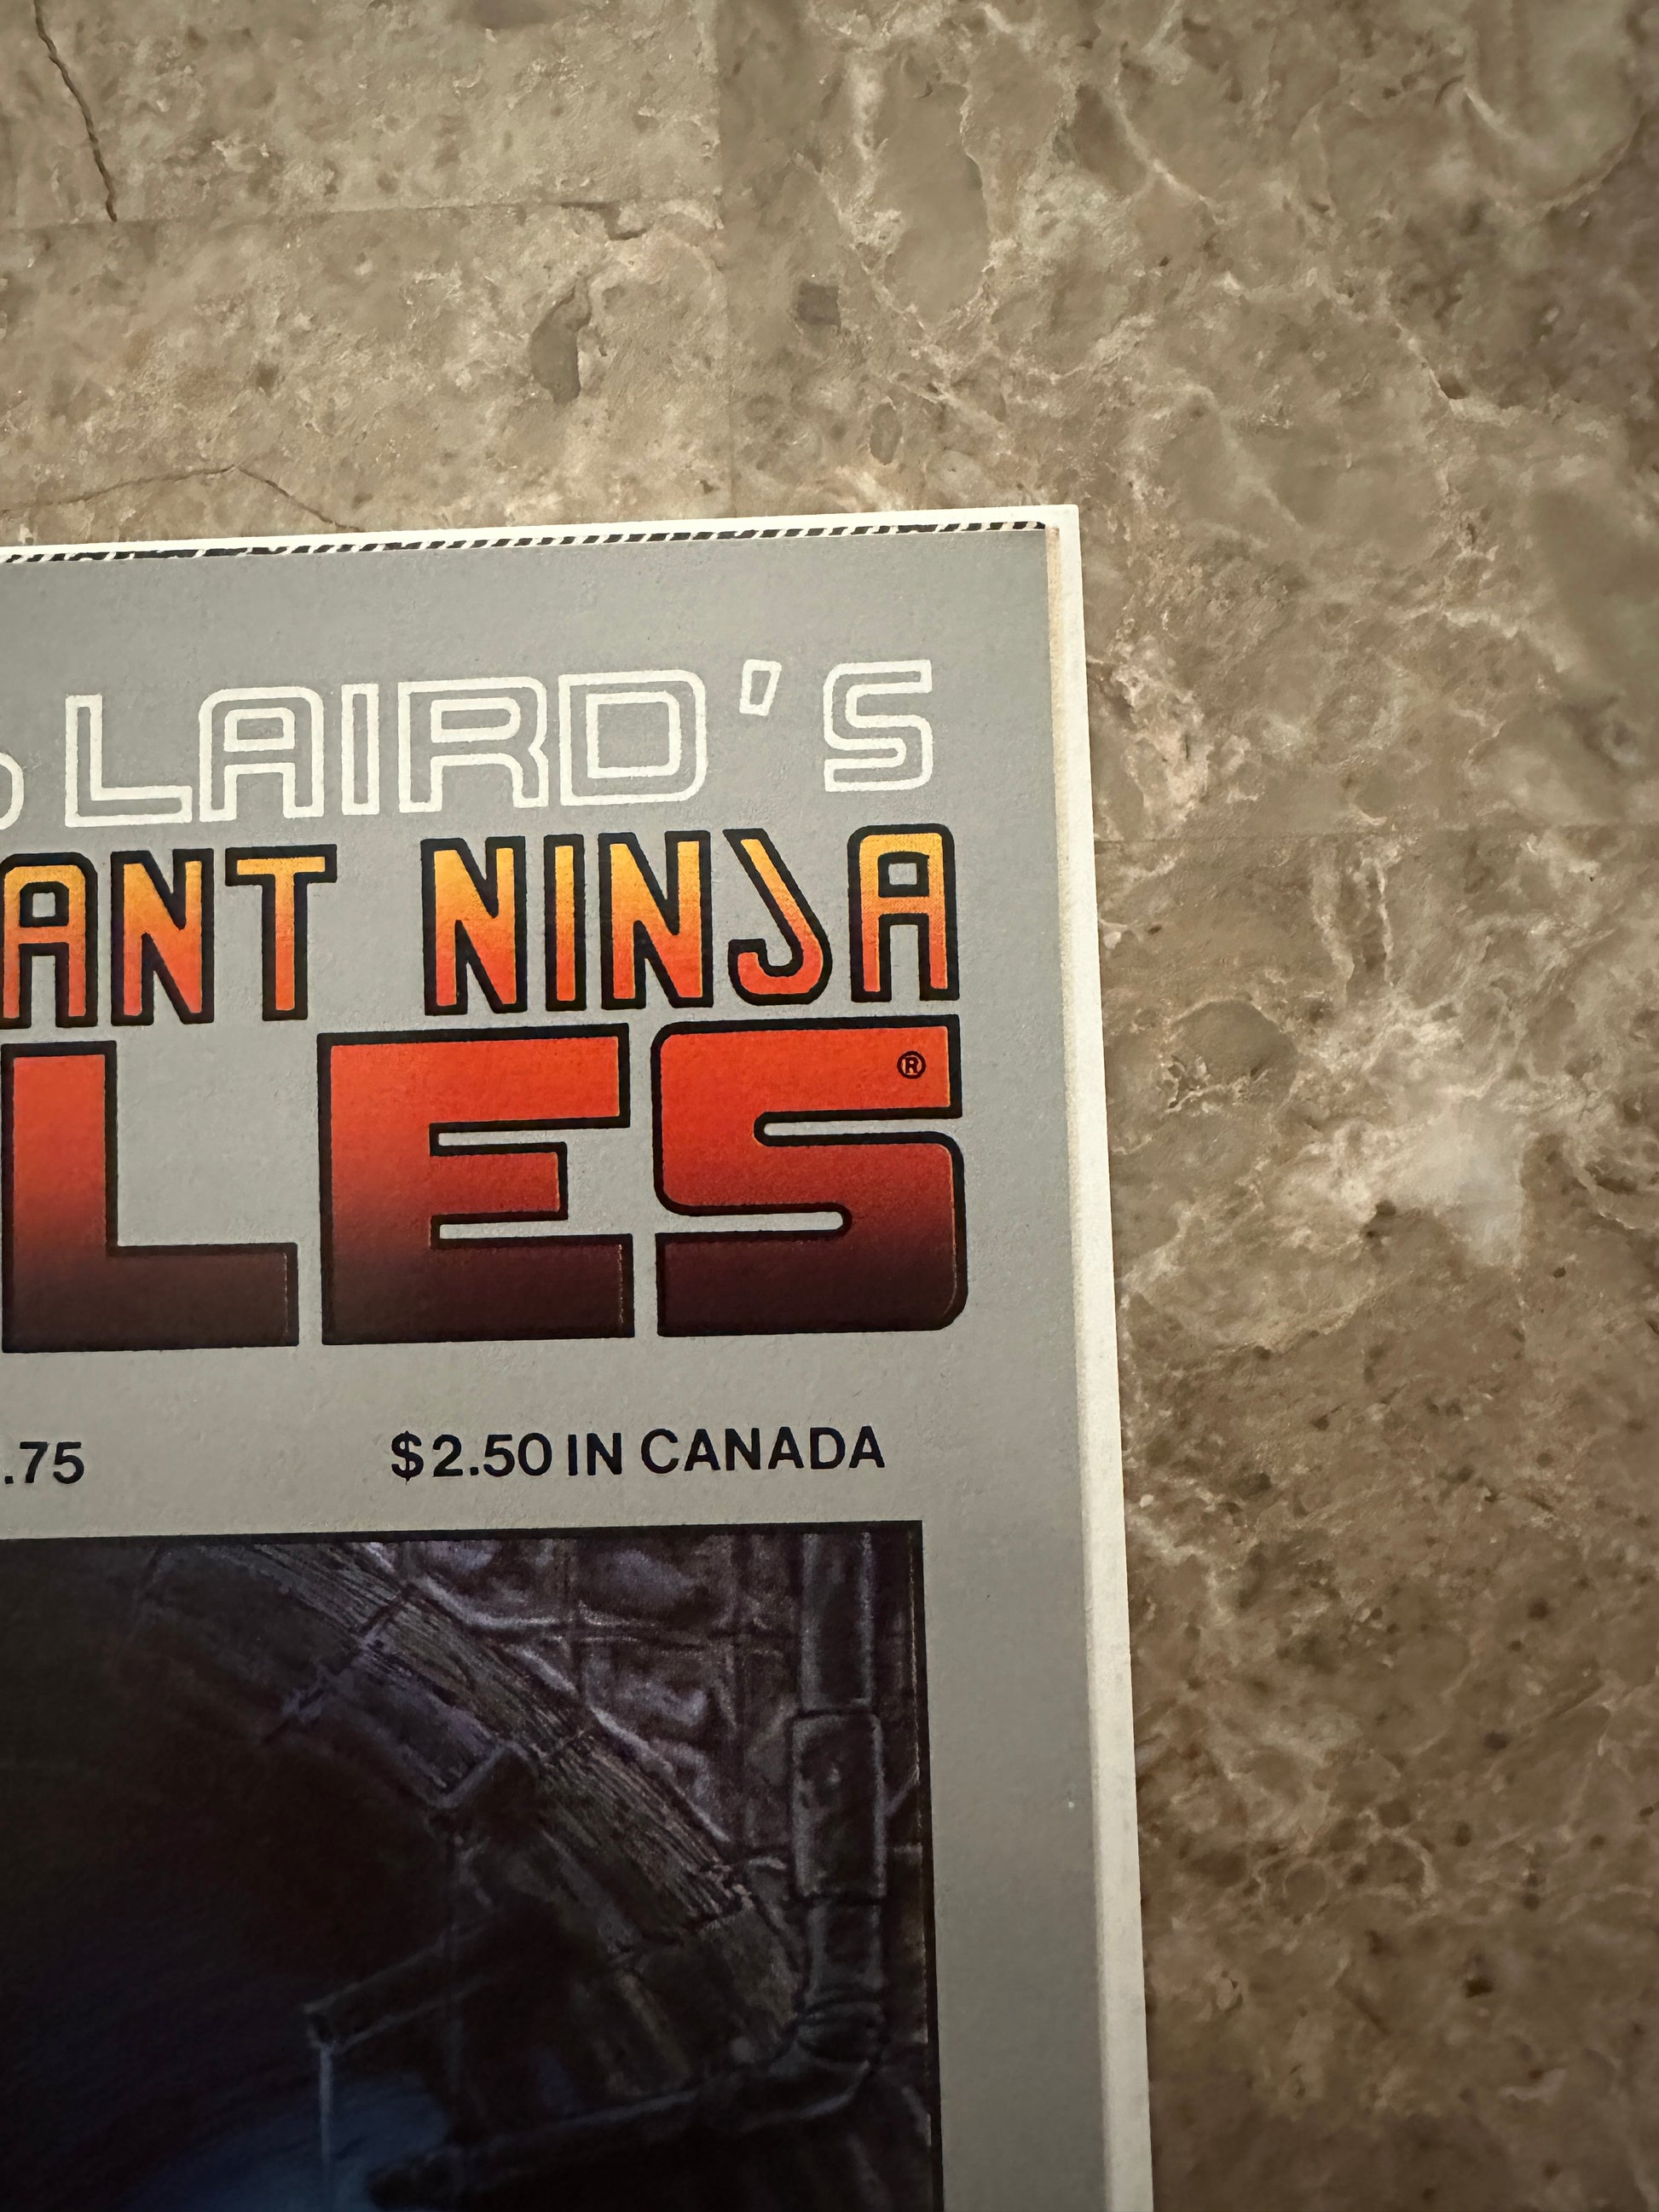 LAIRD'S
ANT NINJA
LES®
.75 $2.50 IN CANADA